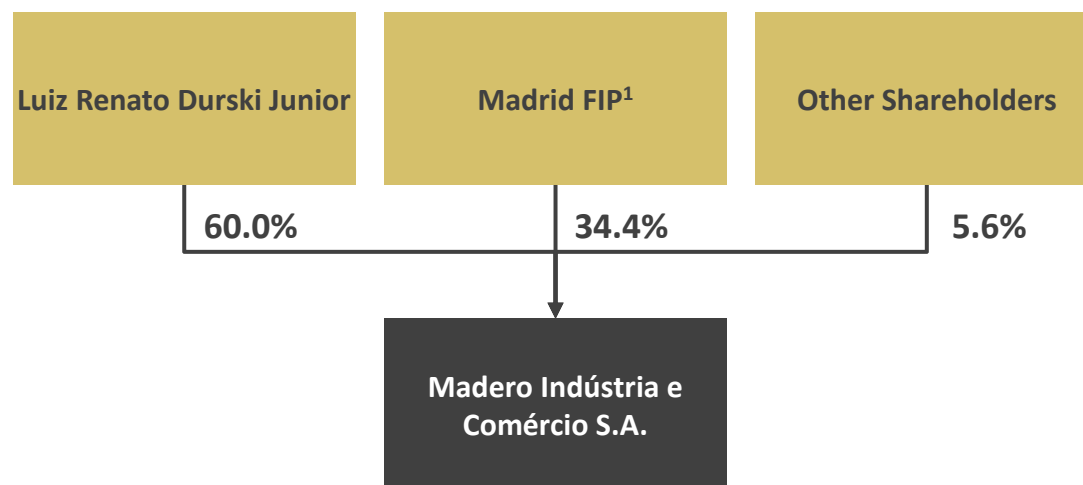 Luiz Renato Durski Junior
Madrid FIP¹
Other Shareholders
60.0%
34.4%
5.6%
Madero Indústria e
Comércio S.A.